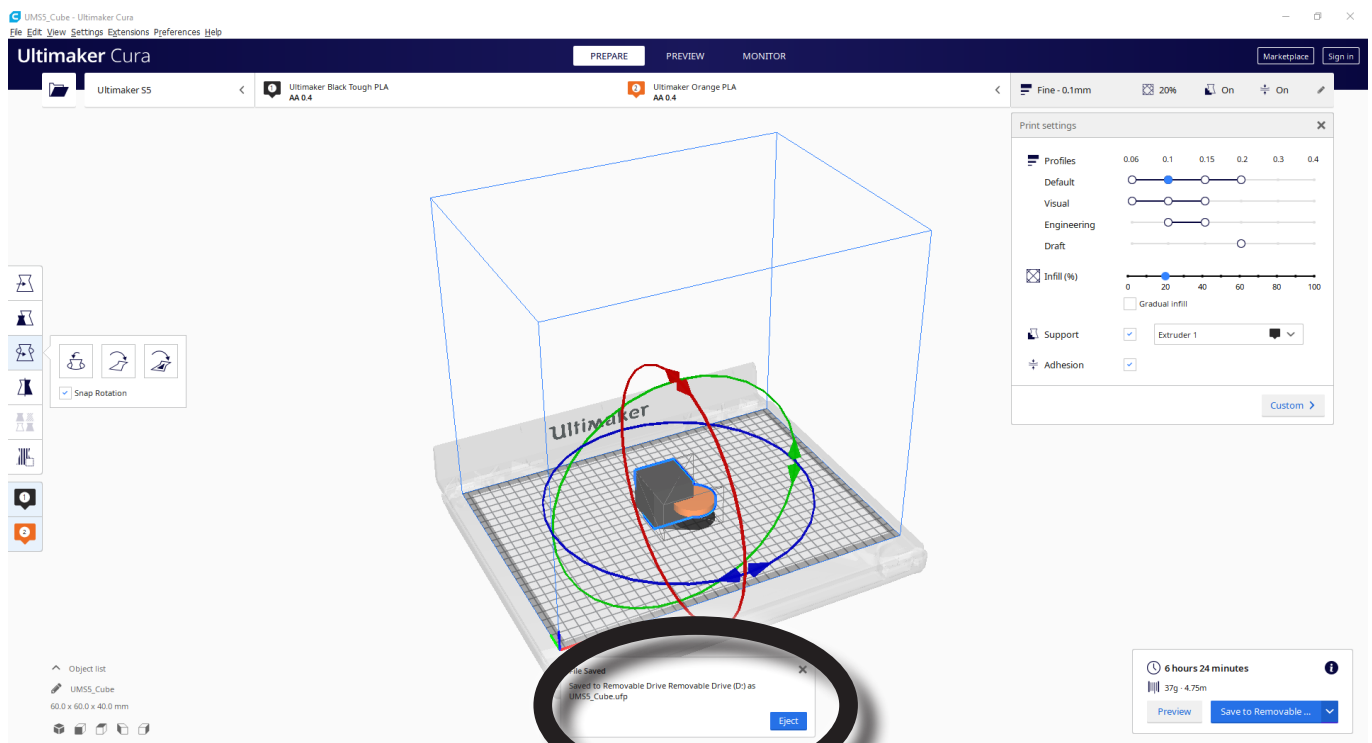 UMS5_Cube - Ultimaker Cura
File Edit View Settings Extensions Preferences Help
Ultimaker Cura
PREPARE PREVIEW MONITOR
Marketplace Sign in
Ultimaker S5
1 Ultimaker Black Tough PLA
AA 0.4
2 Ultimaker Orange PLA
AA 0.4
Fine - 0.1mm 20% On On
Print settings
Profiles 0.06 0.1 0.15 0.2 0.3 0.4
Default
Visual
Engineering
Draft
Infill (%)
0 20 40 60 80 100
Gradual infill
Support Extruder 1
Adhesion
Custom
Snap Rotation
1
2
Ultimaker
File Saved
Saved to Removable Drive Removable Drive (D:) as
UMS5_Cube.ufp
Eject
Object list
UMS5_Cube
60.0 x 60.0 x 40.0 mm
6 hours 24 minutes
37g · 4.75m
Preview Save to Removable ...